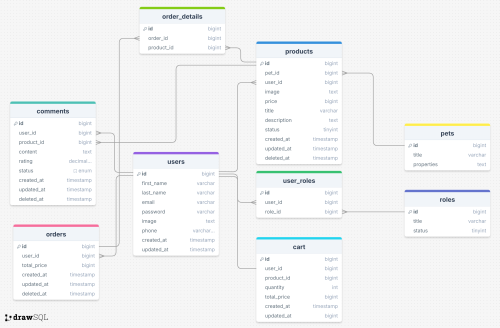 order_details
id bigint
order_id bigint
product_id bigint
products
id bigint
pet_id bigint
user_id bigint
image text
price bigint
title varchar
description text
status tinyint
created_at timestamp
updated_at timestamp
deleted_at timestamp
comments
id bigint
user_id bigint
product_id bigint
content text
rating decimal...
status enum
created_at timestamp
updated_at timestamp
deleted_at timestamp
pets
id bigint
title varchar
properties text
users
id bigint
first_name varchar
last_name varchar
email varchar
password varchar
image text
phone varchar...
created_at timestamp
updated_at timestamp
user_roles
id bigint
user_id bigint
role_id bigint
roles
id bigint
title varchar
status tinyint
orders
id bigint
user_id bigint
total_price bigint
created_at timestamp
updated_at timestamp
deleted_at timestamp
cart
id bigint
user_id bigint
product_id bigint
quantity int
total_price bigint
created_at timestamp
updated_at bigint
drawSQL